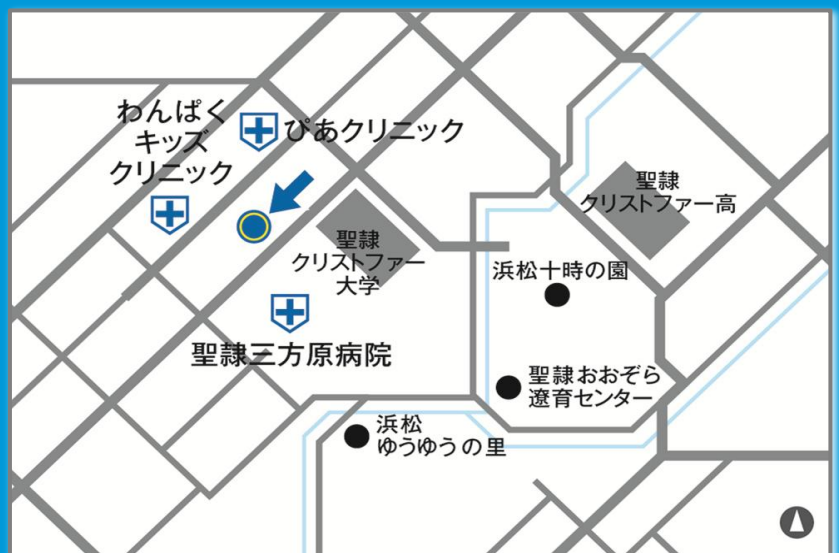 わんぱく
キッズ
クリニック
ぴあクリニック
聖隷
クリストファー高
聖隷
クリストファー
大学
浜松十時の園
聖隷三方原病院
聖隷おおぞら
遼育センター
浜松
ゆうゆうの里